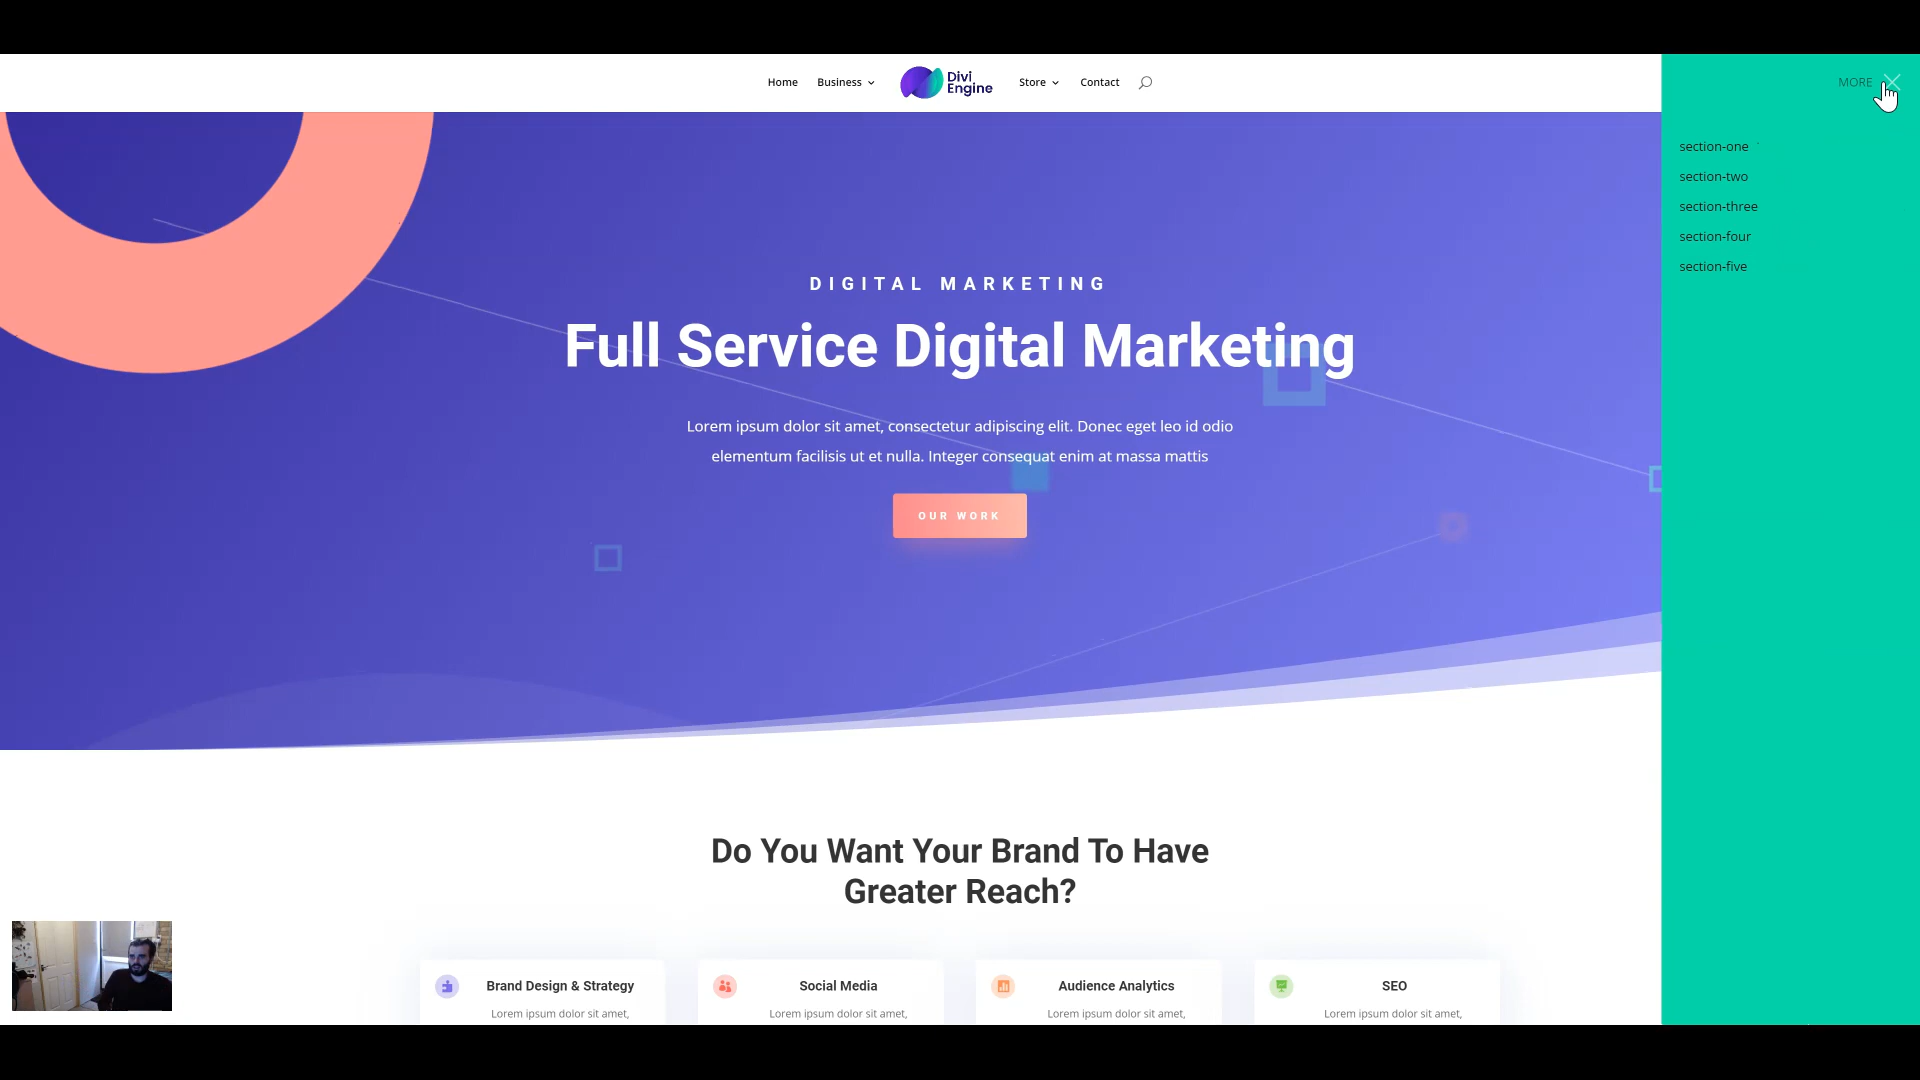 Home
Business
Divi
Engine
Store
Contact
MORE
section-one
section-two
section-three
section-four
section-five
DIGITAL MARKETING
Full Service Digital Marketing
Lorem ipsum dolor sit amet, consectetur adipiscing elit. Donec eget leo id odio
elementum facilisis ut et nulla. Integer consequat enim at massa mattis
OUR WORK
Do You Want Your Brand To Have
Greater Reach?
Brand Design & Strategy
Lorem ipsum dolor sit amet,
Social Media
Lorem ipsum dolor sit amet,
Audience Analytics
Lorem ipsum dolor sit amet,
SEO
Lorem ipsum dolor sit amet,